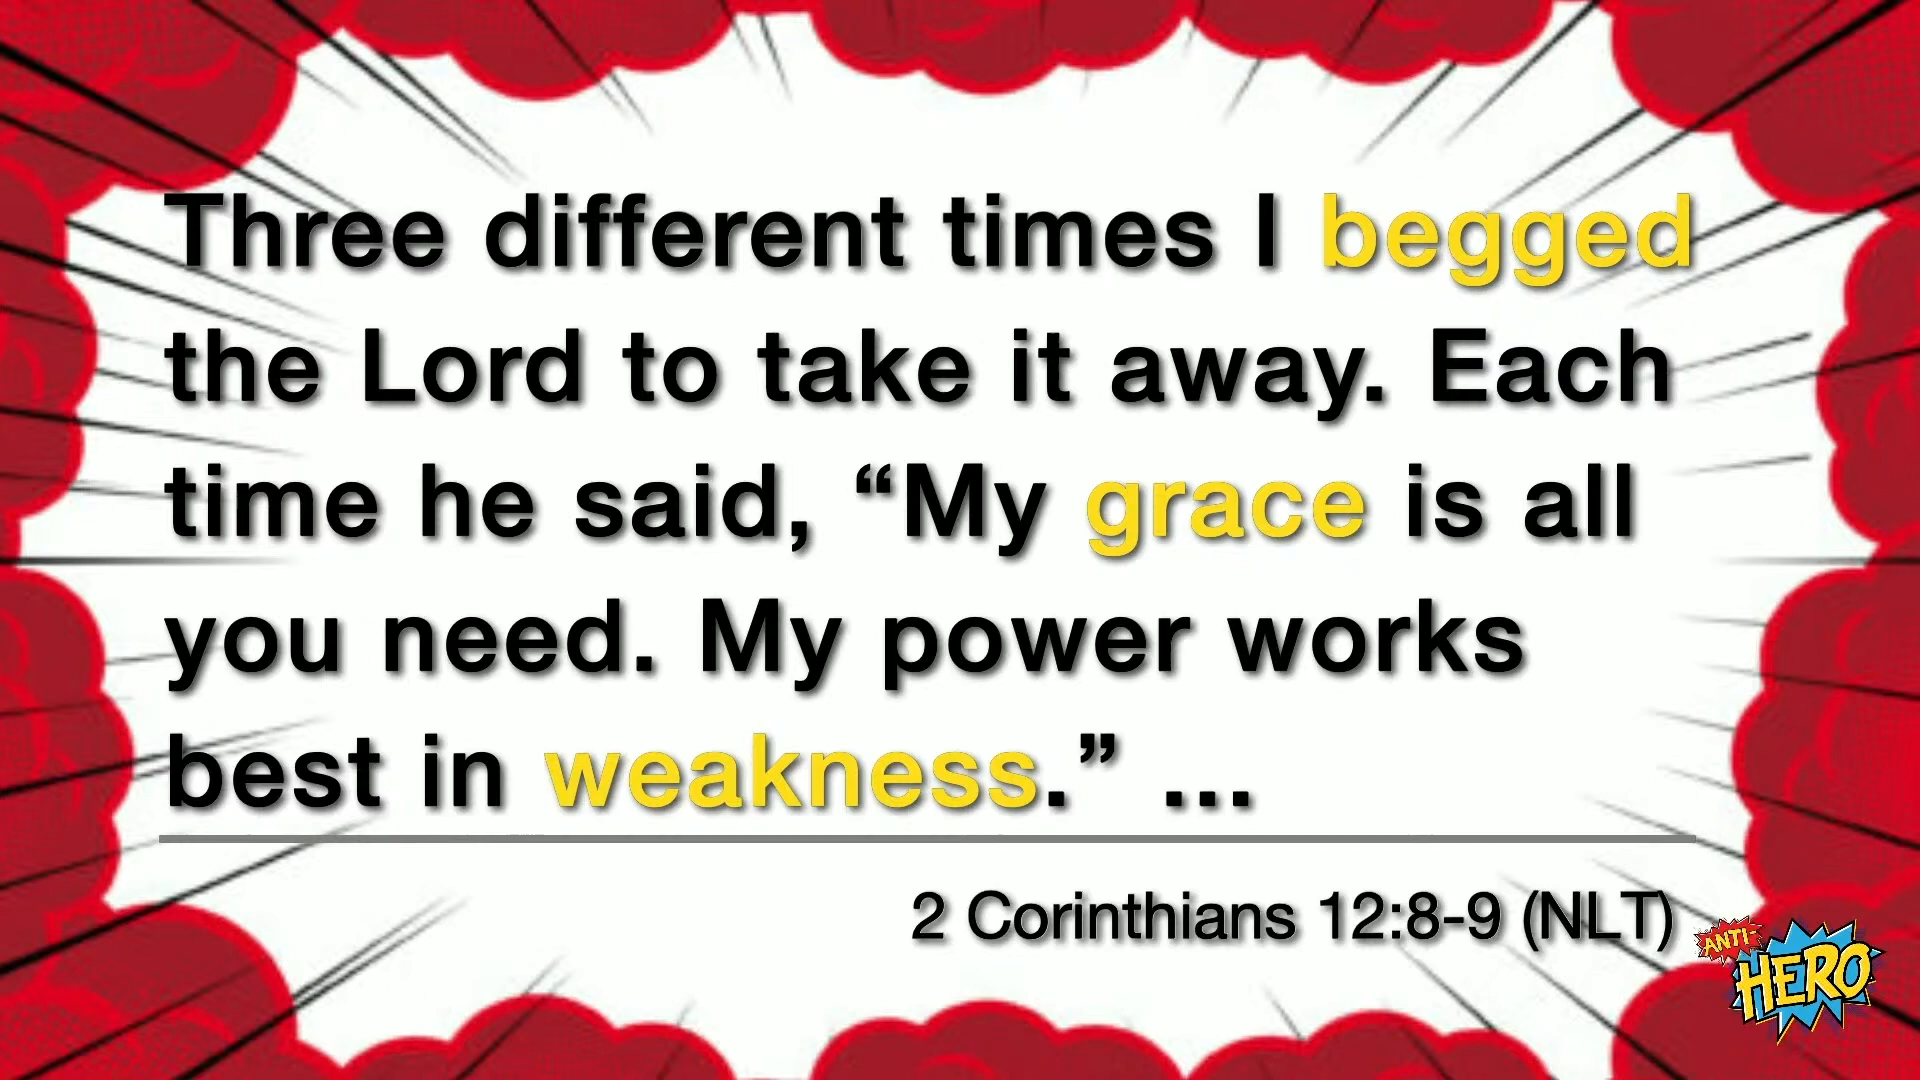 Three different times I begged
the Lord to take it away. Each
time he said, “My grace is all
you need. My power works
best in weakness.” ...
2 Corinthians 12:8-9 (NLT)
ANTI-
HERO